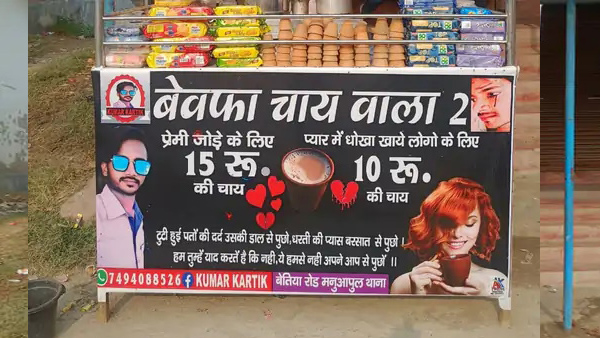 KUMAR KARTIK
बेवफा चाय वाला 2
प्रेमी जोड़े के लिए
15 रू.
की चाय
प्यार में धोखा खाये लोगो के लिए
10 रू.
की चाय
टुटी हुई पतों की दर्द उसकी डाल से पुछो,धरती की प्यास बरसात से पुछो !
हम तुम्हें याद करतें है कि नही,ये हमसे नही अपने आप से पुछों !!
7494088526 f KUMAR KARTIK बेतिया रोड मनुआपुल थाना